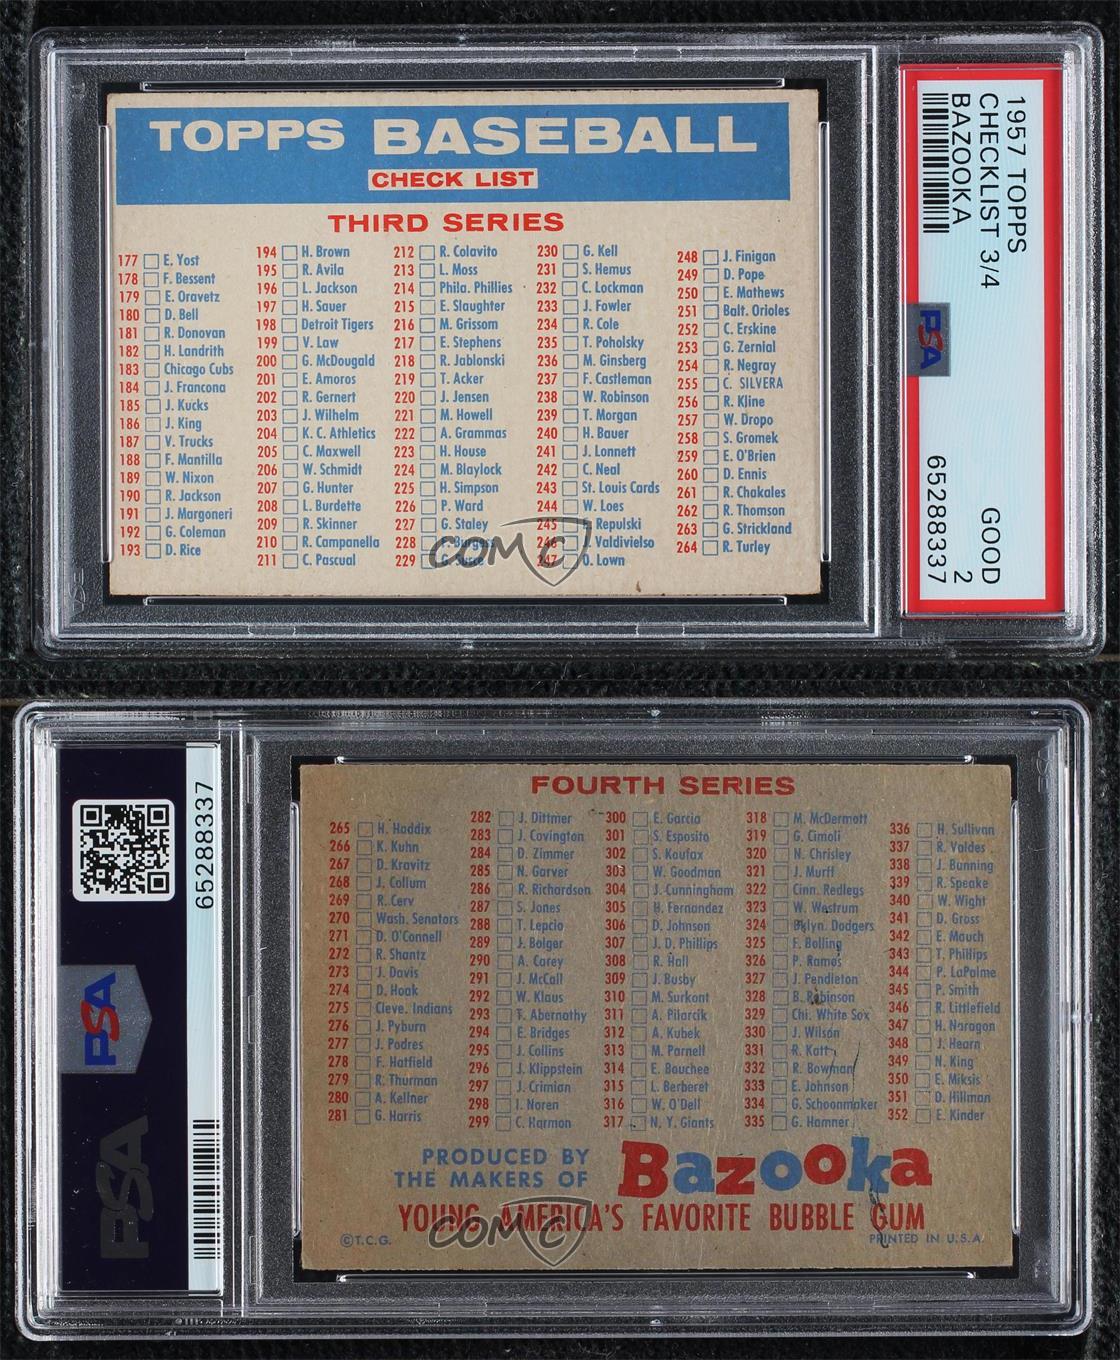 TOPPS BASEBALL
CHECK LIST
THIRD SERIES
177 E. Yost
178 F. Bessent
179 E. Oravetz
180 D. Bell
181 R. Donovan
182 H. Landrith
183 Chicago Cubs
184 J. Francona
185 J. Kucks
186 J. King
187 V. Trucks
188 F. Mantilla
189 W. Nixon
190 R. Jackson
191 J. Margoneri
192 G. Coleman
193 D. Rice
194 H. Brown
195 R. Avila
196 L. Jackson
197 H. Sauer
198 Detroit Tigers
199 V. Law
200 G. McDougald
201 E. Amoros
202 R. Gernert
203 J. Wilhelm
204 K. C. Athletics
205 C. Maxwell
206 W. Schmidt
207 G. Hunter
208 L. Burdette
209 R. Skinner
210 R. Campanella
211 C. Pascual
212 R. Colavito
213 L. Moss
214 Phila. Phillies
215 E. Slaughter
216 M. Grissom
217 E. Stephens
218 R. Jablonski
219 T. Acker
220 J. Jensen
221 M. Howell
222 A. Grammas
223 H. House
224 M. Blaylock
225 H. Simpson
226 P. Ward
227 G. Staley
228 F. Burgess
229 G. Susce
230 G. Kell
231 S. Hemus
232 C. Lockman
233 J. Fowler
234 R. Cole
235 T. Poholsky
236 M. Ginsberg
237 F. Castleman
238 W. Robinson
239 T. Morgan
240 H. Bauer
241 J. Lonnett
242 C. Neal
243 St. Louis Cards
244 W. Loes
245 Repulski
246 J. Valdivielso
247 O. Lown
248 J. Finigan
249 D. Pope
250 E. Mathews
251 Balt. Orioles
252 C. Erskine
253 G. Zernial
254 R. Negray
255 C. SILVERA
256 R. Kline
257 W. Dropo
258 S. Gromek
259 E. O'Brien
260 D. Ennis
261 R. Chakales
262 R. Thomson
263 G. Strickland
264 R. Turley
COMC
1957 TOPPS
CHECKLIST 3/4
BAZOOKA
PSA
GOOD
2
65288337
65288337
PSA
PSA
FOURTH SERIES
265 H. Haddix
266 K. Kuhn
267 D. Kravitz
268 J. Collum
269 R. Cerv
270 Wash. Senators
271 D. O'Connell
272 R. Shantz
273 J. Davis
274 D. Hoak
275 Cleve. Indians
276 J. Pyburn
277 J. Podres
278 F. Hatfield
279 R. Thurman
280 A. Kellner
281 G. Harris
282 J. Dittmer
283 J. Covington
284 D. Zimmer
285 N. Garver
286 R. Richardson
287 S. Jones
288 T. Lepcio
289 J. Bolger
290 A. Carey
291 J. McCall
292 W. Klaus
293 T. Abernathy
294 E. Bridges
295 J. Collins
296 J. Klippstein
297 J. Crimian
298 I. Noren
299 C. Harmon
300 E. Garcia
301 S. Esposito
302 S. Koufax
303 W. Goodman
304 J. Cunningham
305 H. Fernandez
306 D. Johnson
307 J. D. Phillips
308 R. Hall
309 J. Busby
310 M. Surkont
311 A. Pilarcik
312 A. Kubek
313 M. Parnell
314 E. Bouchee
315 L. Berberet
316 W. O'Dell
317 N. Y. Giants
318 M. McDermott
319 G. Cimoli
320 N. Chrisley
321 J. Murff
322 Cinn. Redlegs
323 W. Westrum
324 Bklyn. Dodgers
325 F. Bolling
326 P. Ramos
327 J. Pendleton
328 B. Robinson
329 Chi. White Sox
330 J. Wilson
331 R. Katt
332 R. Bowman
333 E. Johnson
334 G. Schoonmaker
335 G. Hamner
336 H. Sullivan
337 R. Valdes
338 J. Bunning
339 R. Speake
340 W. Wight
341 D. Gross
342 E. Mauch
343 T. Phillips
344 P. LaPalme
345 P. Smith
346 R. Littlefield
347 H. Naragon
348 J. Hearn
349 N. King
350 E. Miksis
351 D. Hillman
352 E. Kinder
PRODUCED BY
THE MAKERS OF
Bazooka
YOUNG AMERICA'S FAVORITE BUBBLE GUM
©T.C.G.
PRINTED IN U.S.A.
COMC